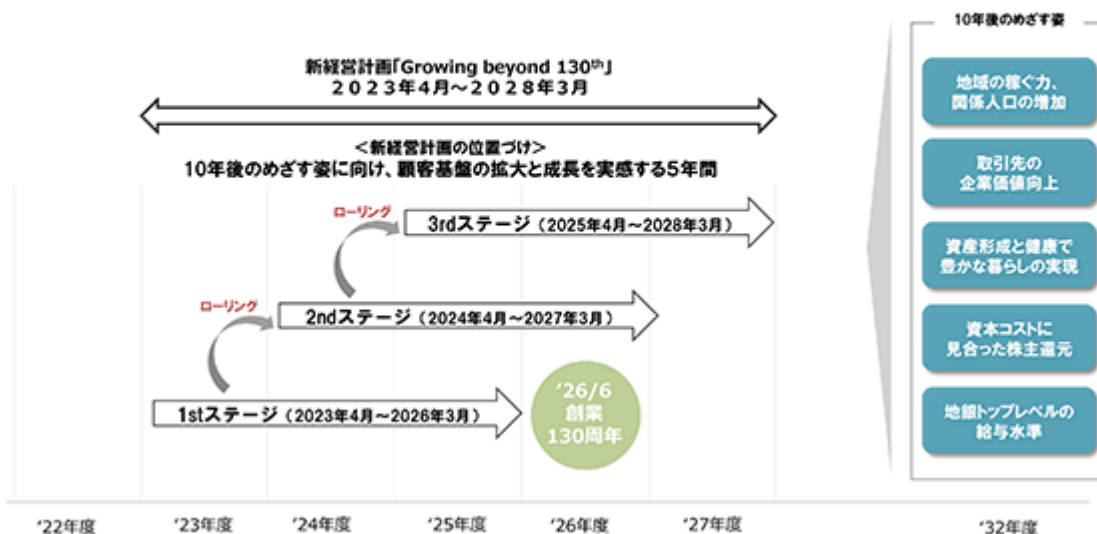 新経営計画「Growing beyond 130th」
2023年4月～2028年3月
＜新経営計画の位置づけ＞
10年後のめざす姿に向け、顧客基盤の拡大と成長を実感する5年間
ローリング
3rdステージ（2025年4月～2028年3月）
ローリング
2ndステージ（2024年4月～2027年3月）
1stステージ（2023年4月～2026年3月）
'26/6
創業
130周年
'22年度
'23年度
'24年度
'25年度
'26年度
'27年度
'32年度
10年後のめざす姿
地域の稼ぐ力、
関係人口の増加
取引先の
企業価値向上
資産形成と健康で
豊かな暮らしの実現
資本コストに
見合った株主還元
地銀トップレベルの
給与水準